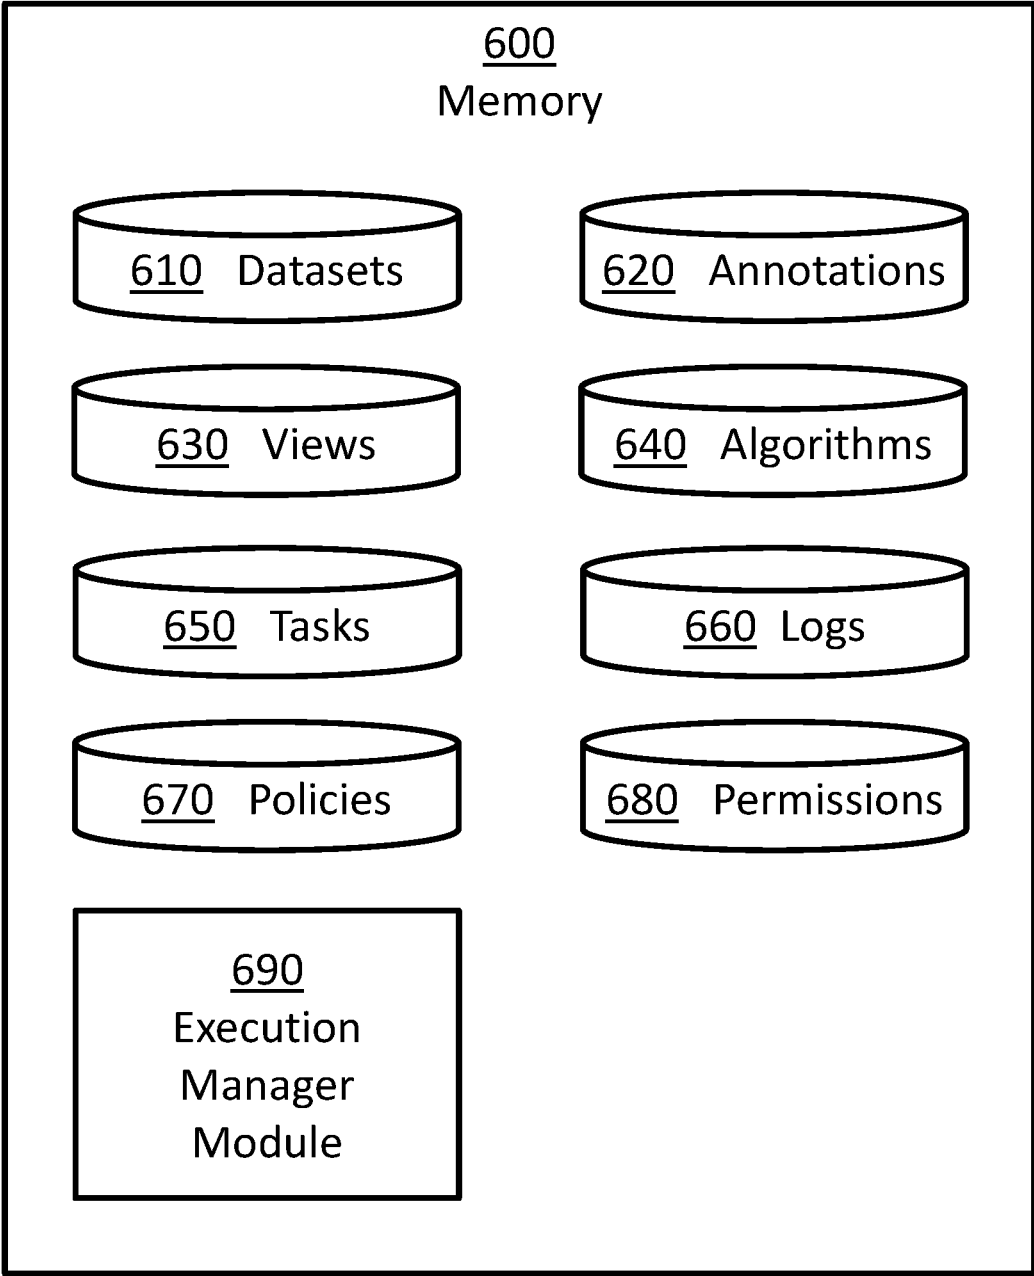 600
Memory
610 Datasets
620 Annotations
630 Views
640 Algorithms
650 Tasks
660 Logs
670 Policies
680 Permissions
690
Execution
Manager
Module